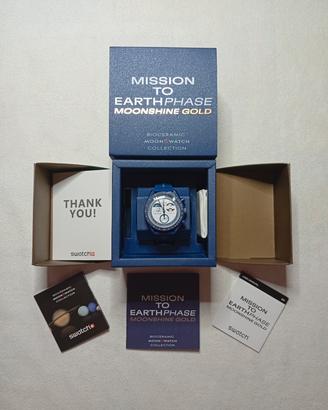 MISSION
TO
EARTHPHASE
MOONSHINE GOLD
BIOCERAMIC
MOONSWATCH
COLLECTION
THANK
YOU!
swatch
swatch
MISSION
TO
EARTHPHASE
MOONSHINE GOLD
BIOCERAMIC
MOONSWATCH
COLLECTION
MISSION
TO
EARTHPHASE
MOONSHINE GOLD
swatch